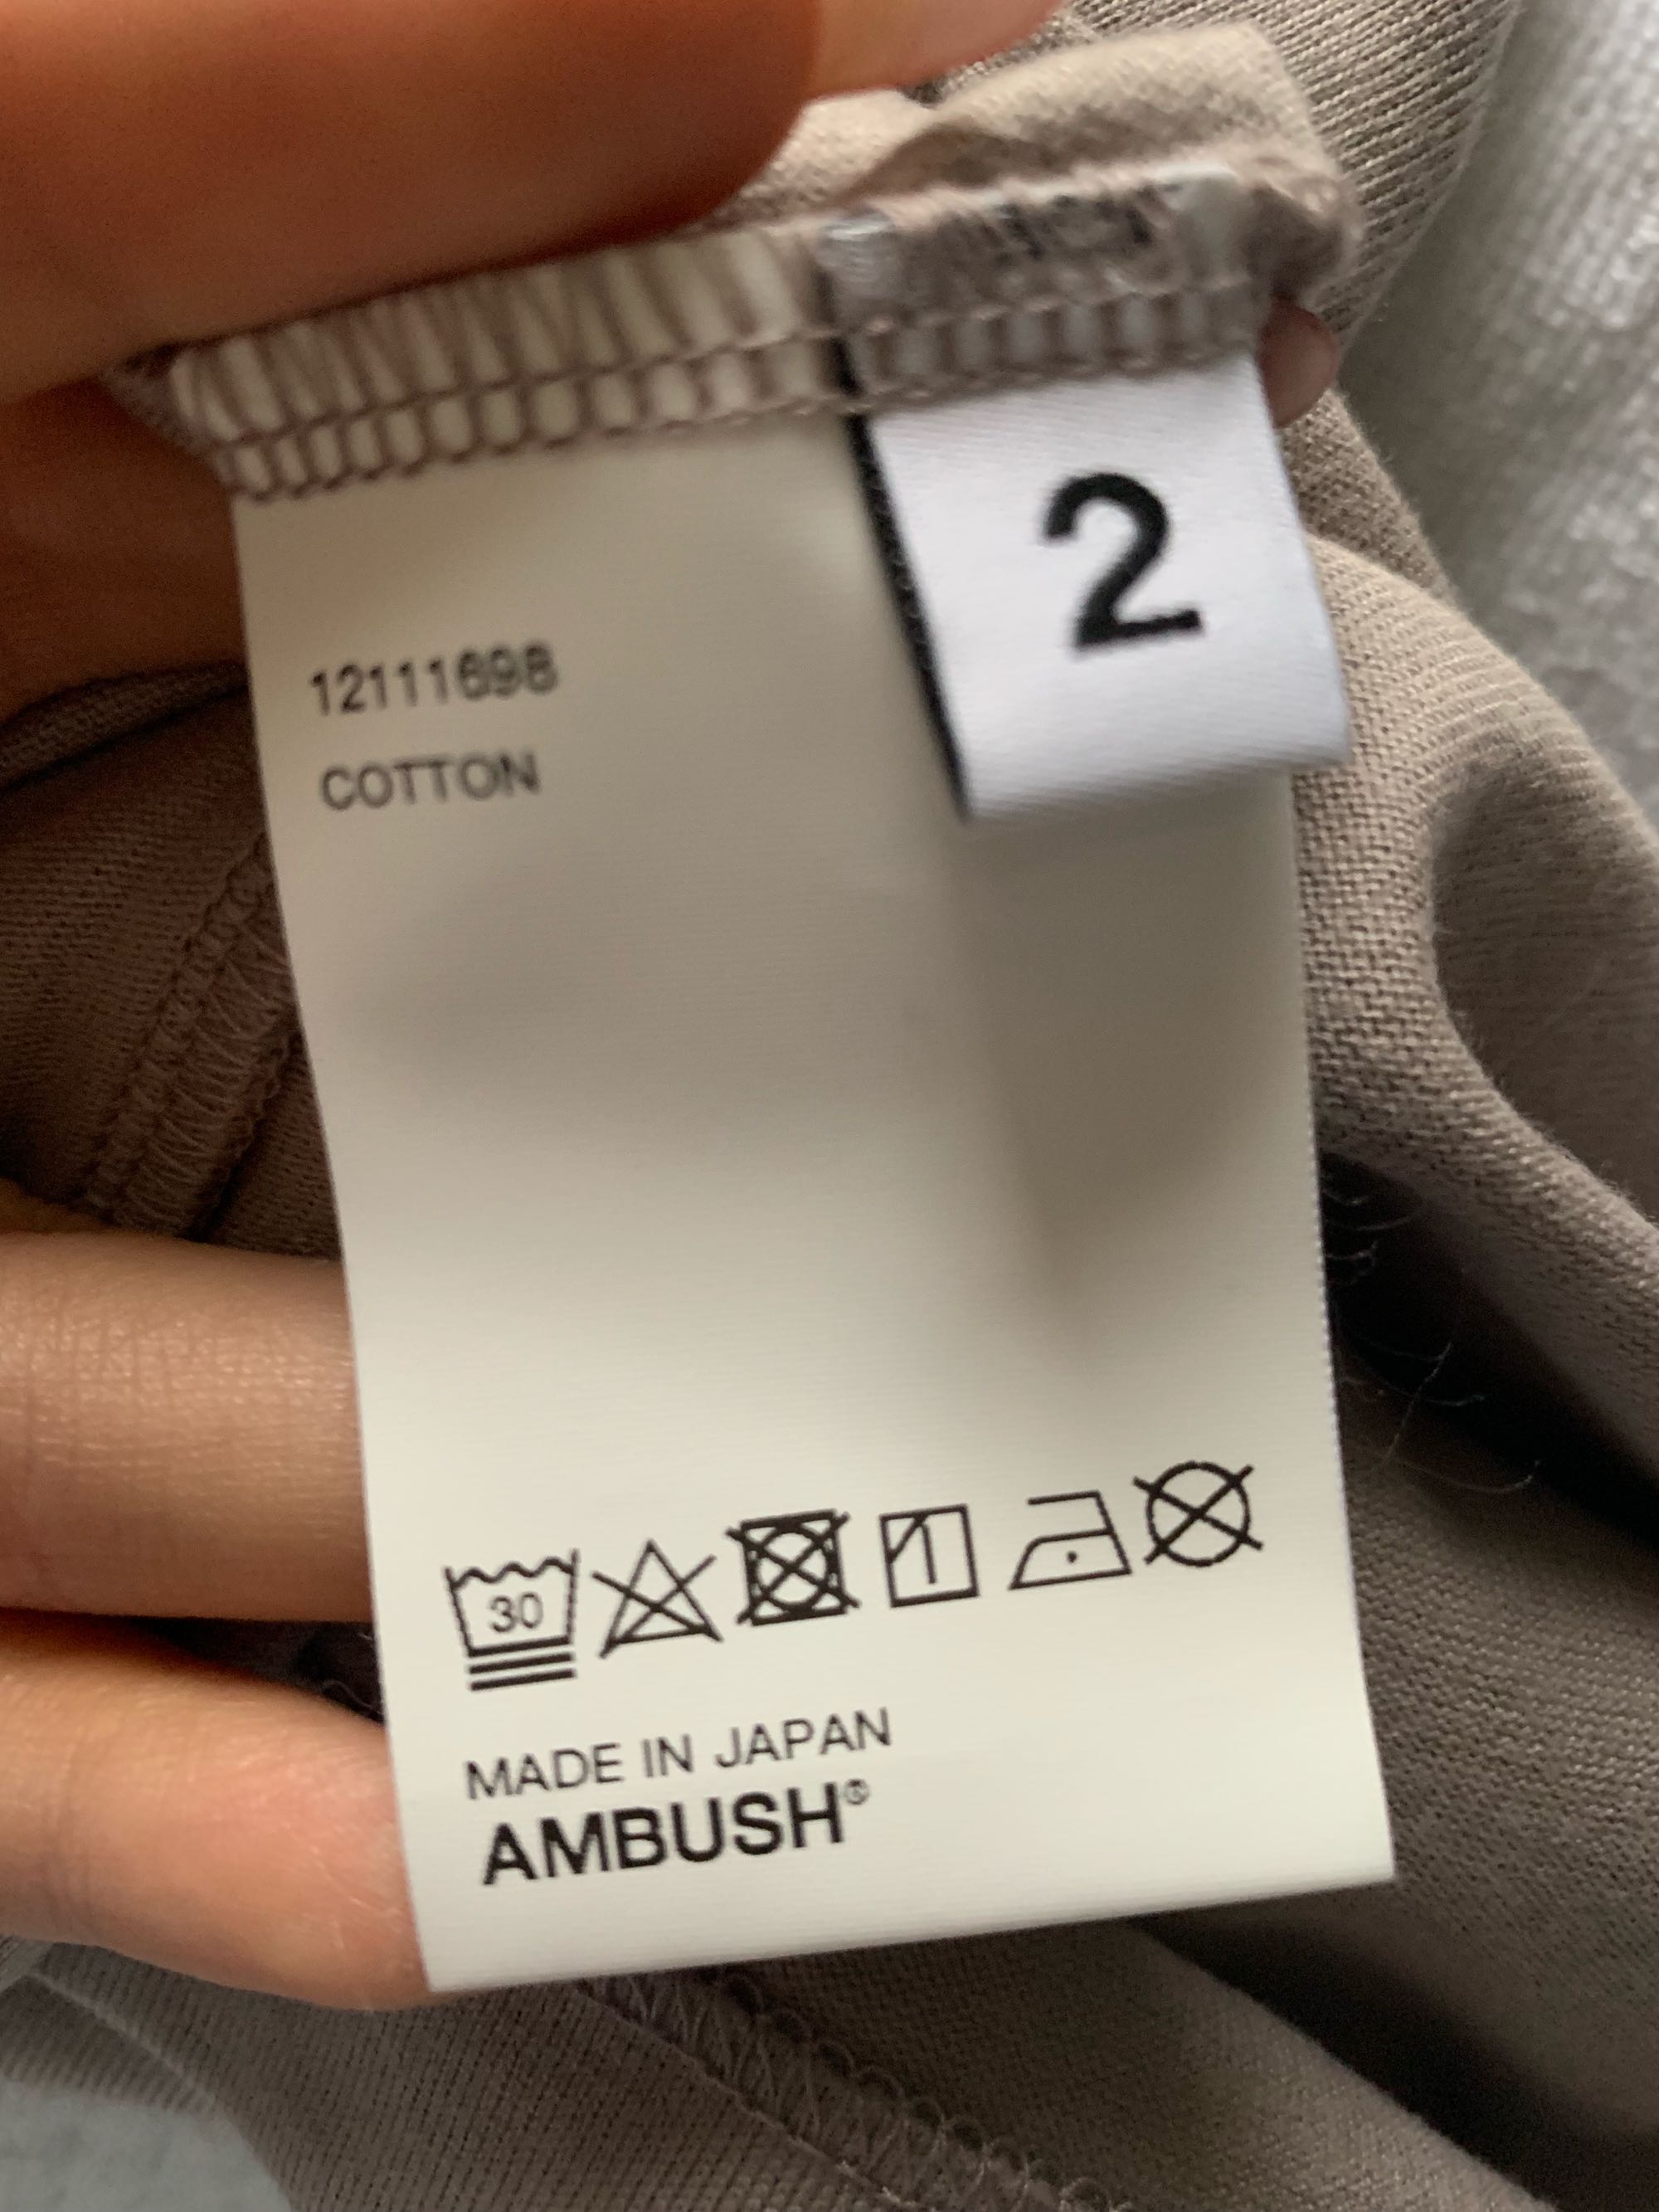 2
12111698
COTTON
30
MADE IN JAPAN
AMBUSH®